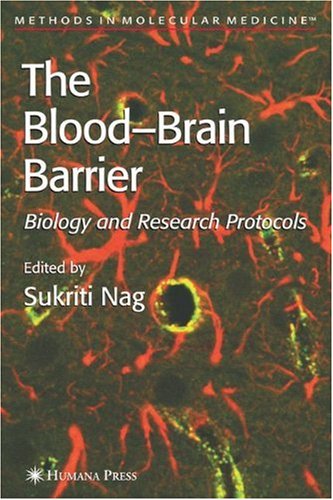 METHODS IN MOLECULAR MEDICINE™
The
Blood–Brain
Barrier
Biology and Research Protocols
Edited by
Sukriti Nag
HUMANA PRESS